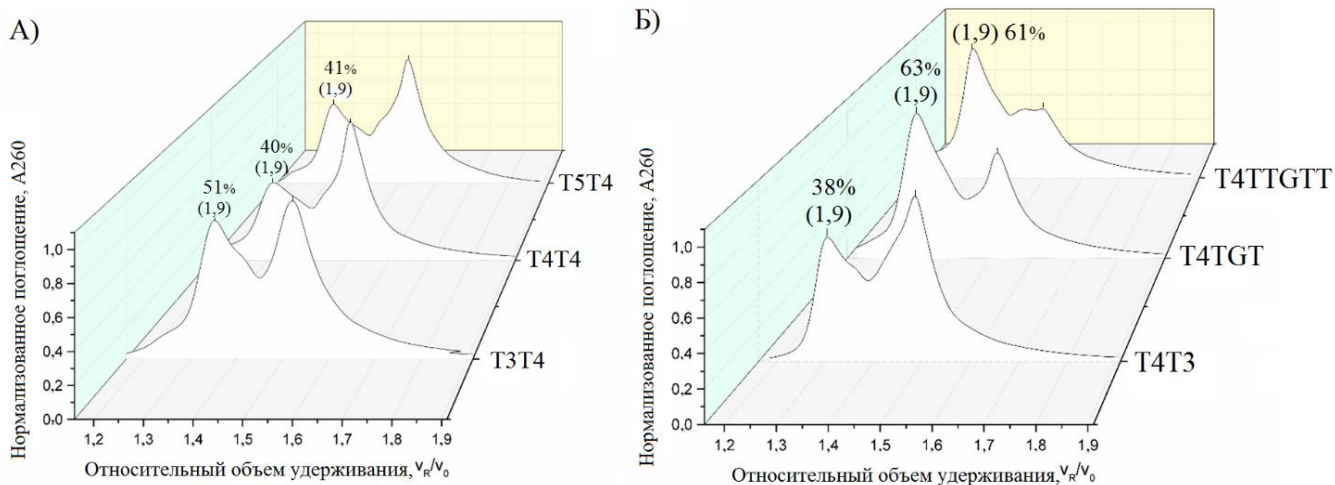 А)
Нормализованное поглощение, А260
1,0
0,8
0,6
0,4
0,2
0,0
41%
(1,9)
40%
(1,9)
51%
(1,9)
T5T4
T4T4
T3T4
1,2 1,3 1,4 1,5 1,6 1,7 1,8 1,9
Относительный объем удерживания, VR/V0
Б)
Нормализованное поглощение, А260
1,0
0,8
0,6
0,4
0,2
0,0
(1,9) 61%
63%
(1,9)
38%
(1,9)
T4TTGTT
T4TGT
T4T3
1,2 1,3 1,4 1,5 1,6 1,7 1,8 1,9
Относительный объем удерживания, VR/V0